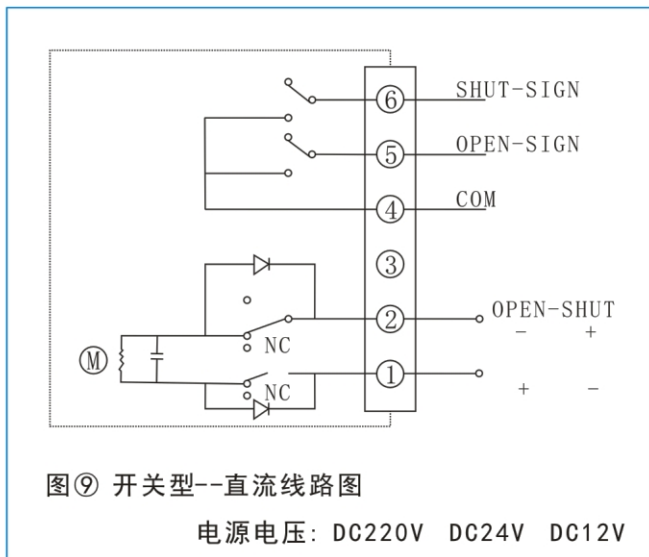 ⑥ SHUT-SIGN
⑤ OPEN-SIGN
④ COM
③
② OPEN-SHUT
- +
NC
M
① + -
NC
图⑨ 开关型--直流线路图
电源电压: DC220V DC24V DC12V